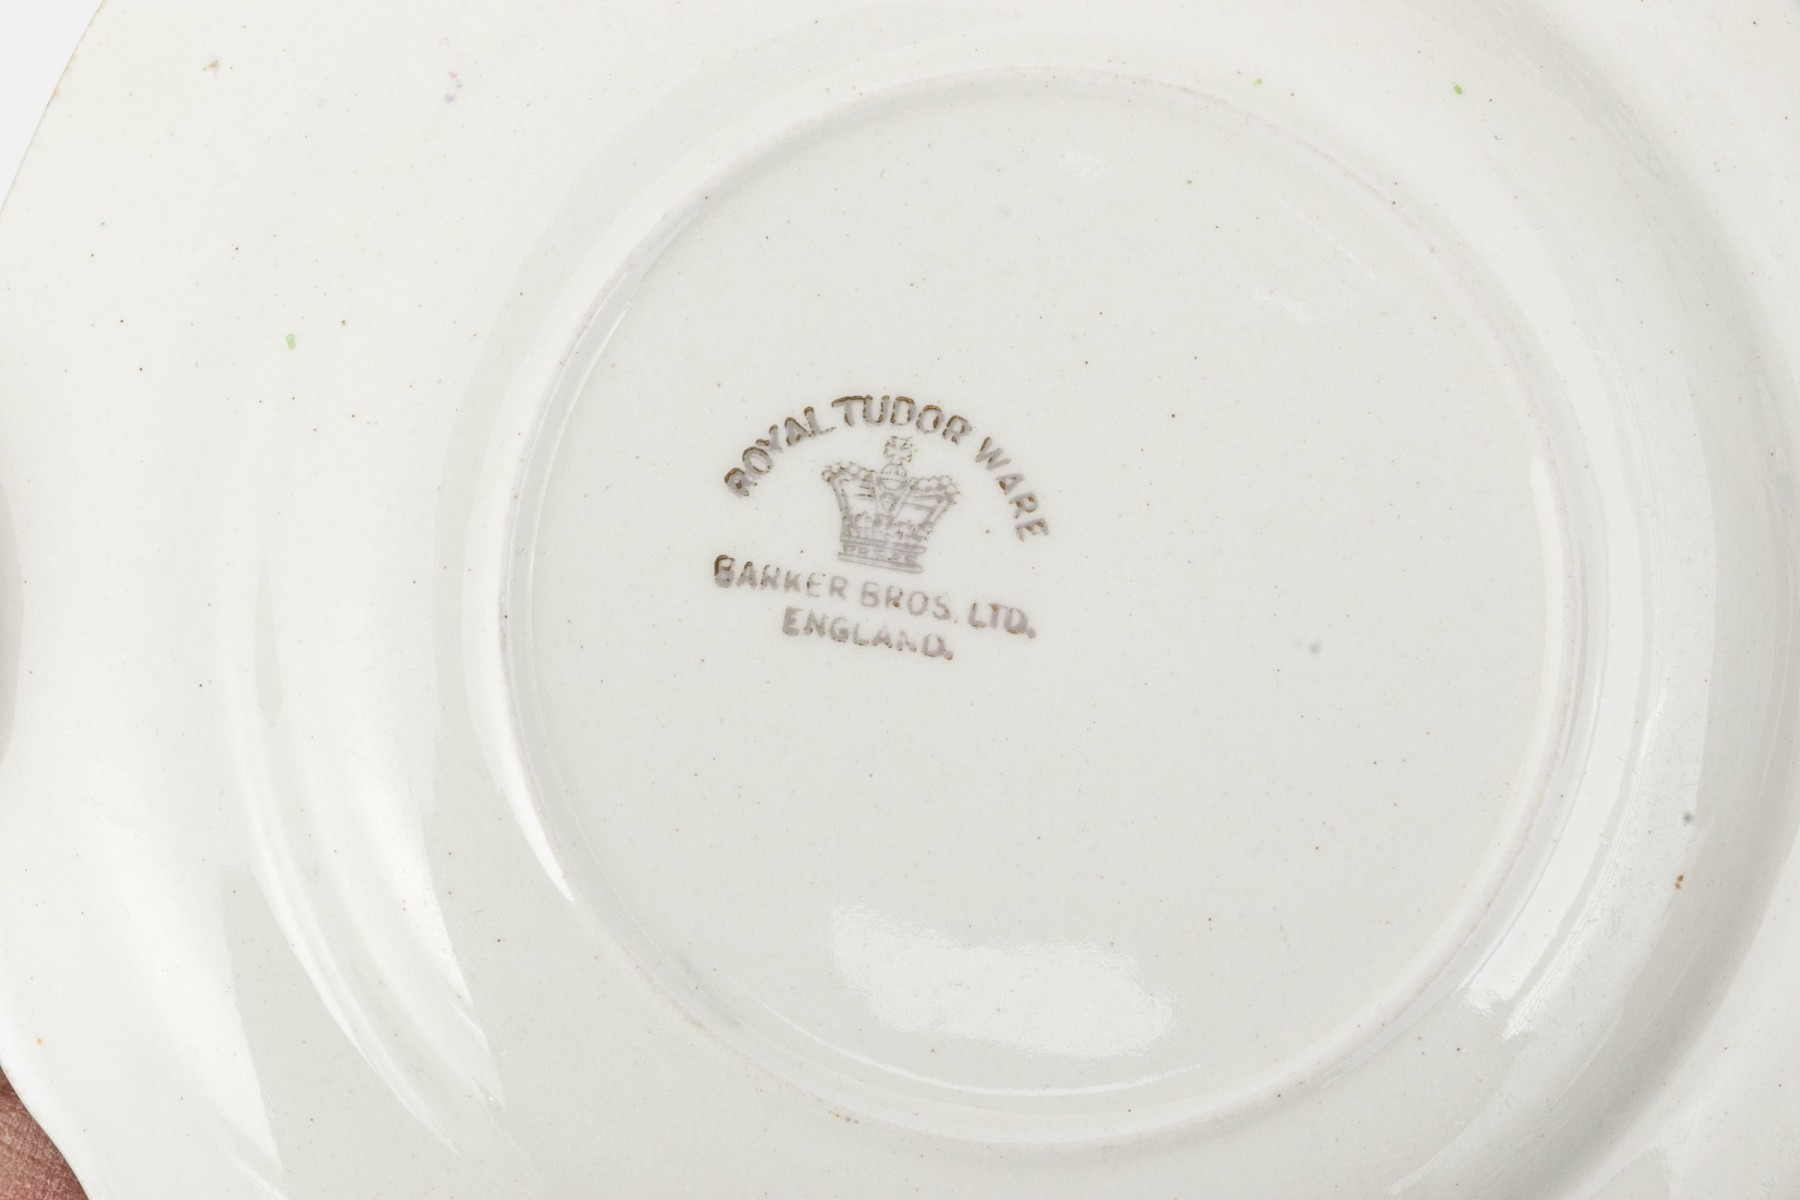 ROYAL TUDOR WARE
BARKER BROS. LTD.
ENGLAND.